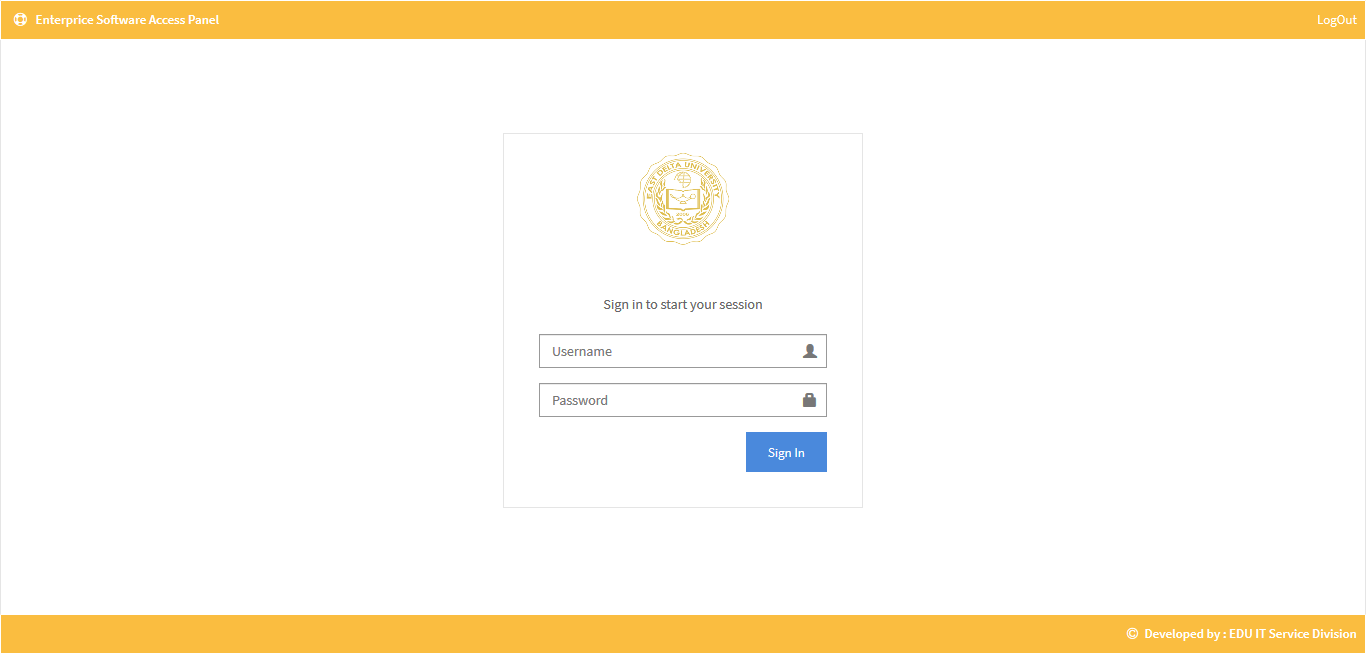 Enterprice Software Access Panel
LogOut
EAST DELTA UNIVERSITY
2006
BANGLADESH
Sign in to start your session
Username
Password
Sign In
© Developed by : EDU IT Service Division